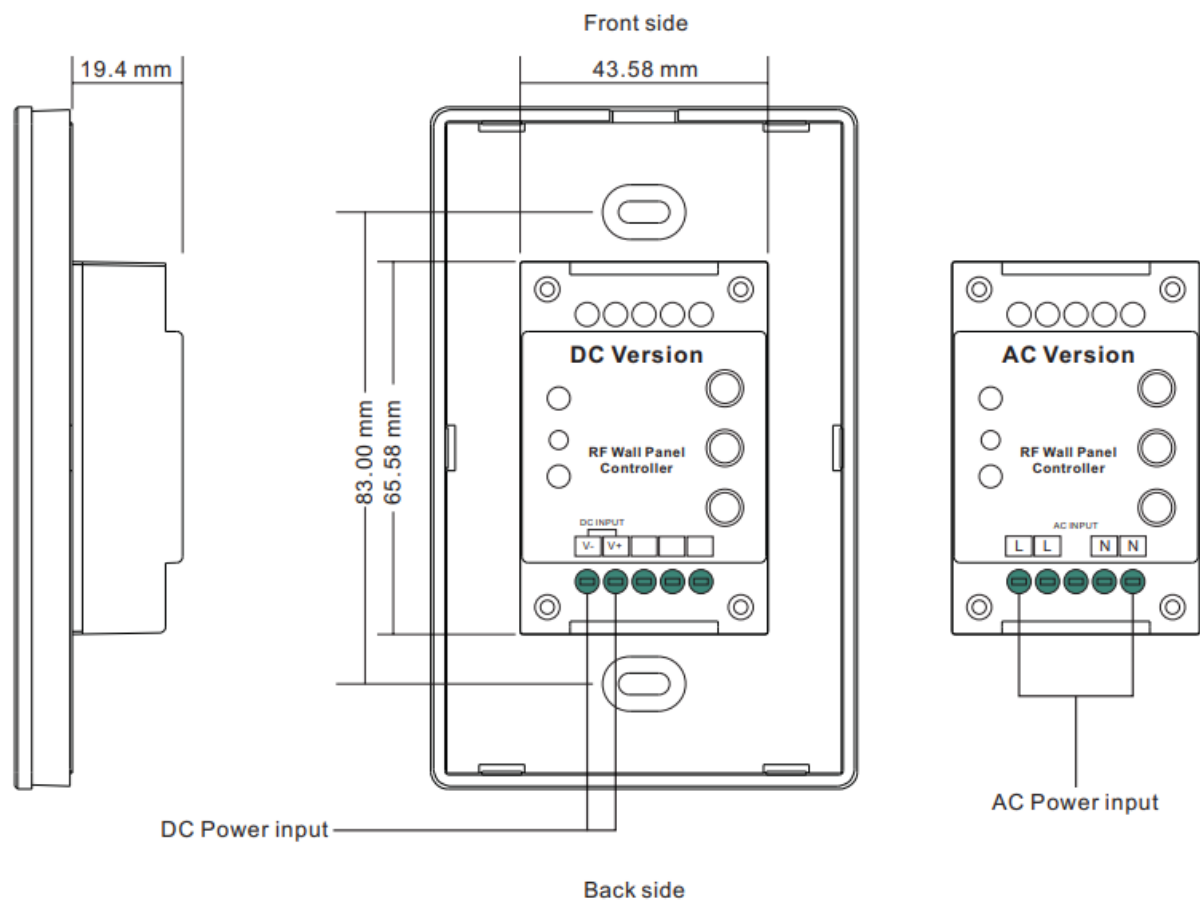 Front side
19.4 mm
43.58 mm
83.00 mm
65.58 mm
DC Version
RF Wall Panel
Controller
DC INPUT
V-
V+
AC Version
RF Wall Panel
Controller
AC INPUT
L
L
N
N
DC Power input
AC Power input
Back side